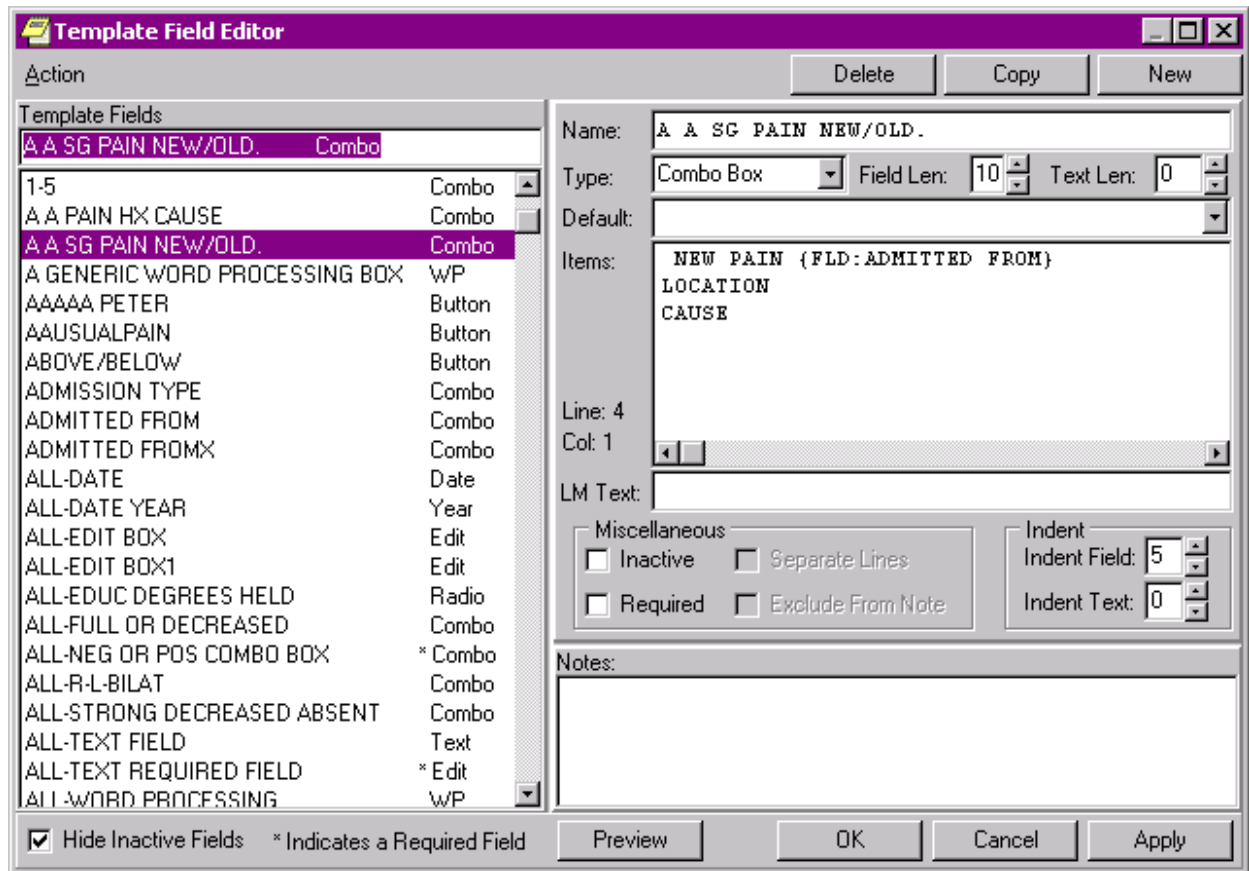 Template Field Editor
Action Delete Copy New
Template Fields
A A SG PAIN NEW/OLD. Combo
1-5 Combo
A A PAIN HX CAUSE Combo
A A SG PAIN NEW/OLD. Combo
A GENERIC WORD PROCESSING BOX WP
AAAAA PETER Button
AAUSUALPAIN Button
ABOVE/BELOW Button
ADMISSION TYPE Combo
ADMITTED FROM Combo
ADMITTED FROMX Combo
ALL-DATE Date
ALL-DATE YEAR Year
ALL-EDIT BOX Edit
ALL-EDIT BOX1 Edit
ALL-EDUC DEGREES HELD Radio
ALL-FULL OR DECREASED Combo
ALL-NEG OR POS COMBO BOX * Combo
ALL-R-L-BILAT Combo
ALL-STRONG DECREASED ABSENT Combo
ALL-TEXT FIELD Text
ALL-TEXT REQUIRED FIELD * Edit
ALL-WORD PROCESSING WP
Name: A A SG PAIN NEW/OLD.
Type: Combo Box Field Len: 10 Text Len: 0
Default:
Items: NEW PAIN {FLD:ADMITTED FROM}
LOCATION
CAUSE
Line: 4
Col: 1
LM Text:
Miscellaneous
Inactive Separate Lines
Required Exclude From Note
Indent
Indent Field: 5
Indent Text: 0
Notes:
Hide Inactive Fields * Indicates a Required Field Preview OK Cancel Apply